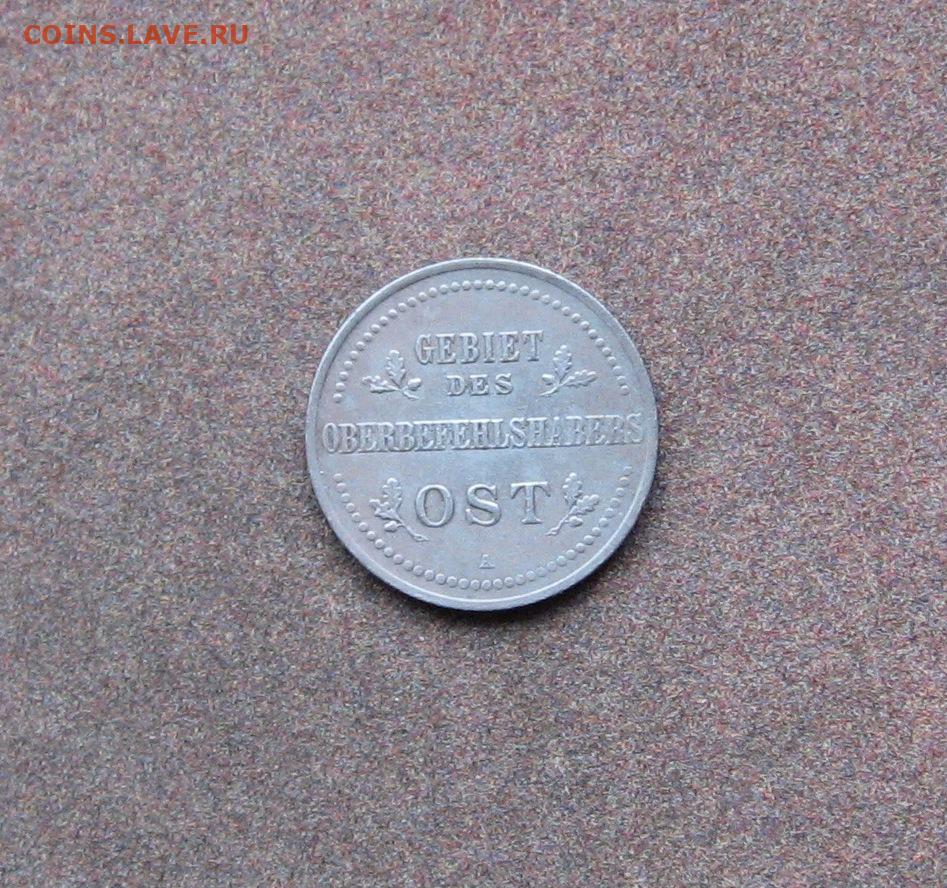 COINS.LAVE.RU
GEBIET
DES
OBERBEFEHLSHABERS
OST
A